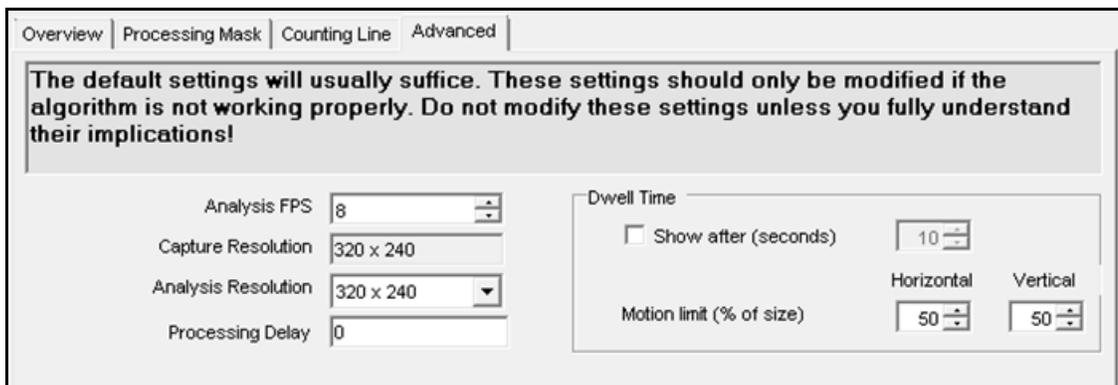 Overview Processing Mask Counting Line Advanced
The default settings will usually suffice. These settings should only be modified if the
algorithm is not working properly. Do not modify these settings unless you fully understand
their implications!
Analysis FPS 8
Capture Resolution 320 x 240
Analysis Resolution 320 x 240
Processing Delay 0
Dwell Time
Show after (seconds) 10
Horizontal Vertical
Motion limit (% of size) 50 50